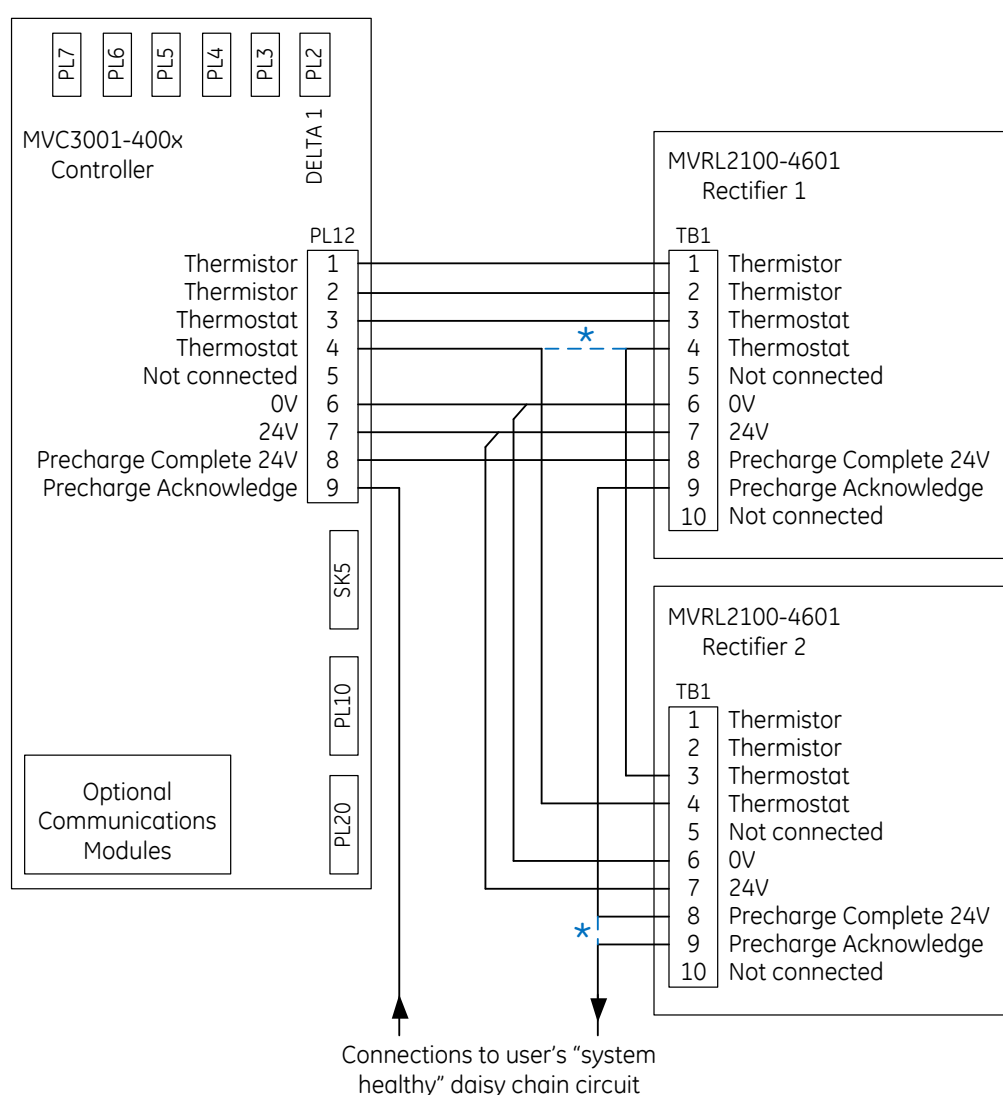 PL7
PL6
PL5
PL4
PL3
PL2
DELTA 1
MVC3001-400x
Controller
PL12
Thermistor 1
Thermistor 2
Thermostat 3
Thermostat 4
Not connected 5
0V 6
24V 7
Precharge Complete 24V 8
Precharge Acknowledge 9
SK5
PL10
PL20
Optional
Communications
Modules
*
MVRL2100-4601
Rectifier 1
TB1
1 Thermistor
2 Thermistor
3 Thermostat
4 Thermostat
5 Not connected
6 0V
7 24V
8 Precharge Complete 24V
9 Precharge Acknowledge
10 Not connected
MVRL2100-4601
Rectifier 2
TB1
1 Thermistor
2 Thermistor
3 Thermostat
4 Thermostat
5 Not connected
6 0V
7 24V
8 Precharge Complete 24V
9 Precharge Acknowledge
10 Not connected
*
Connections to user's “system
healthy” daisy chain circuit